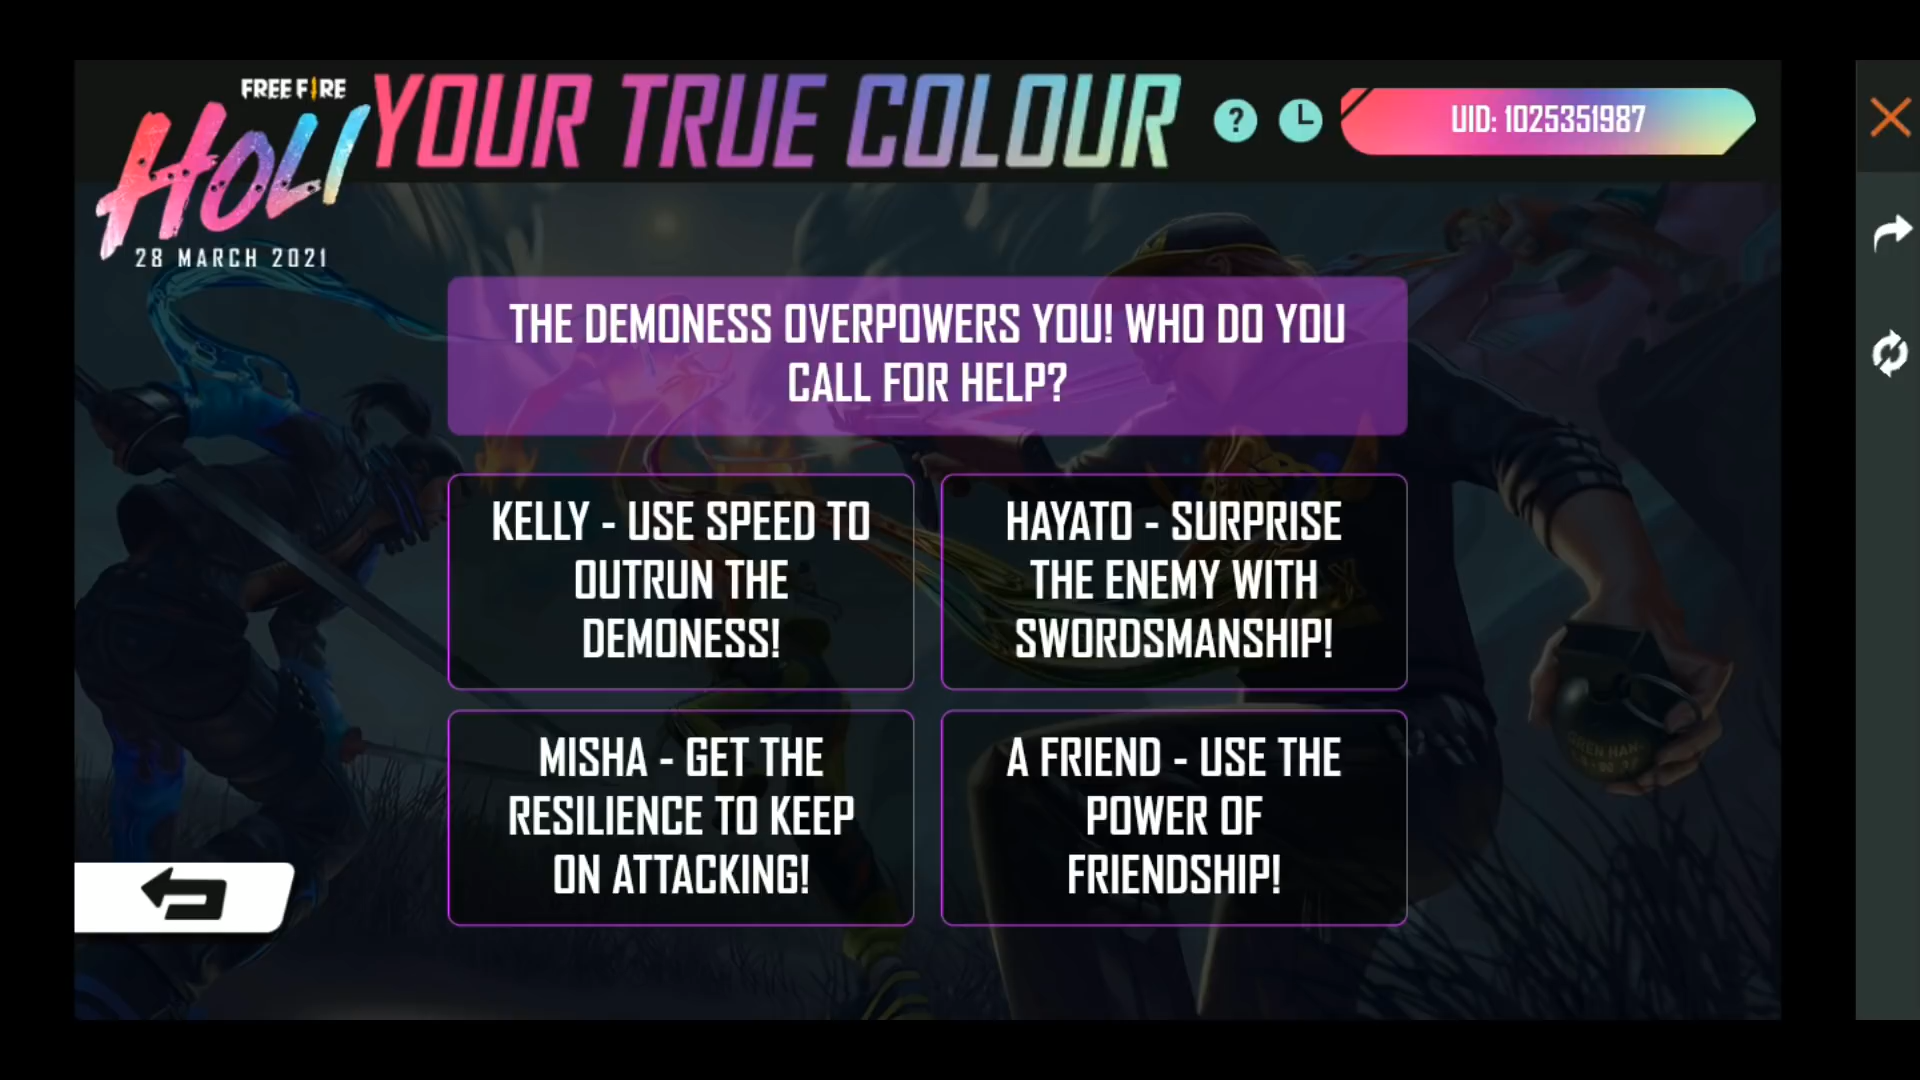 FREE FIRE
HOLI
28 MARCH 2021
YOUR TRUE COLOUR
?
UID: 1025351987
THE DEMONESS OVERPOWERS YOU! WHO DO YOU
CALL FOR HELP?
KELLY - USE SPEED TO
OUTRUN THE
DEMONESS!
HAYATO - SURPRISE
THE ENEMY WITH
SWORDSMANSHIP!
MISHA - GET THE
RESILIENCE TO KEEP
ON ATTACKING!
A FRIEND - USE THE
POWER OF
FRIENDSHIP!